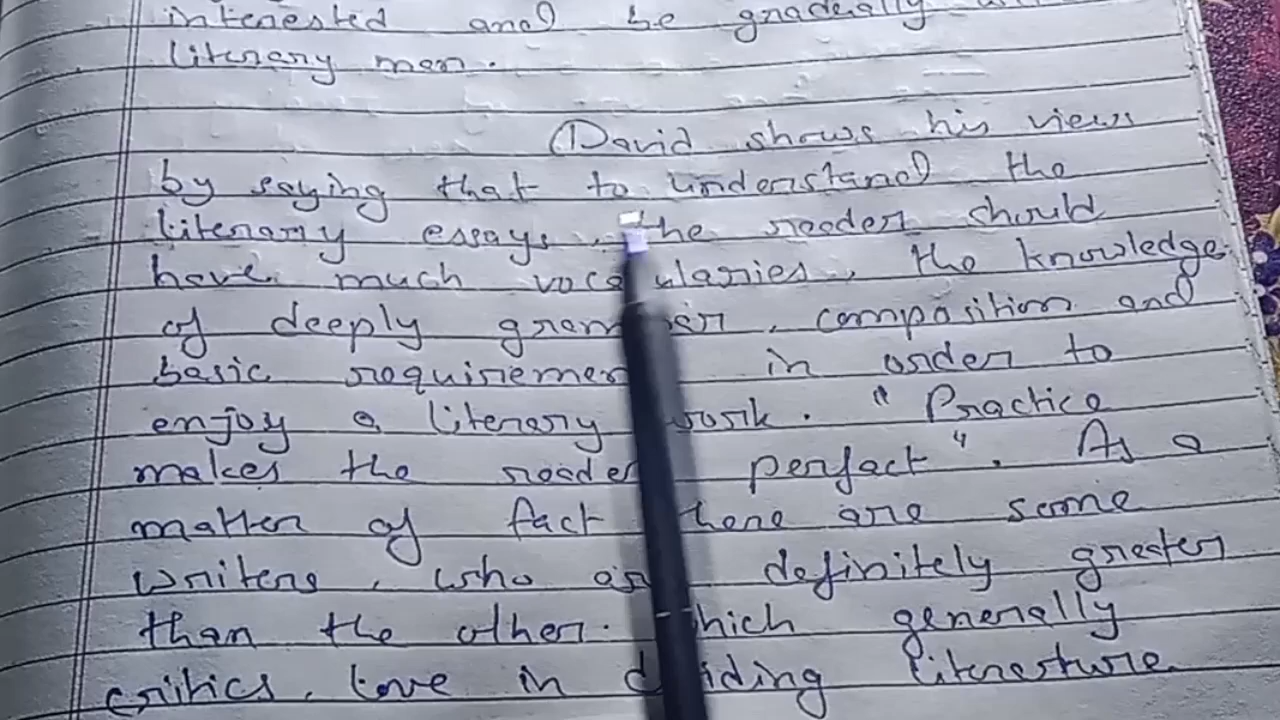 interested and be gradually
literary men.
David shows his views
by saying that to understand the
literary essays, the reader should
have much vocabularies, the knowledge
of deeply grammer, composition and
basic requirement in order to
enjoy a literary work. "Practice
makes the reader perfect". As a
matter of fact there are some
writers, who are definitely greater
than the other. which generally
critics, love in dividing literature